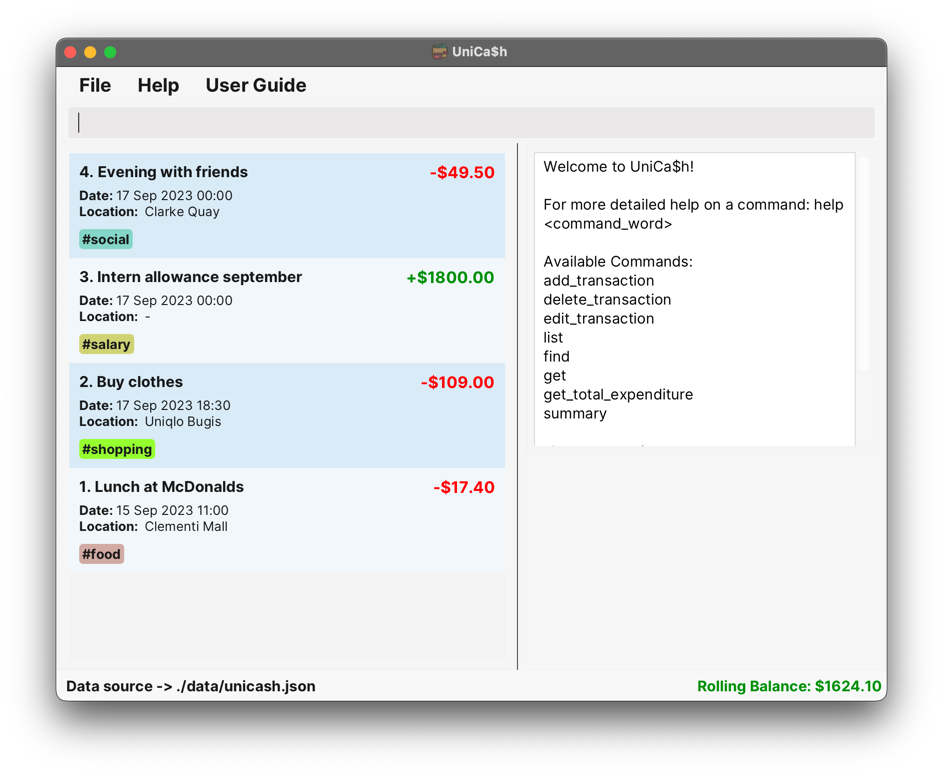 UniCa$h
File Help User Guide
4. Evening with friends -$49.50
Date: 17 Sep 2023 00:00
Location: Clarke Quay
#social
3. Intern allowance september +$1800.00
Date: 17 Sep 2023 00:00
Location: -
#salary
2. Buy clothes -$109.00
Date: 17 Sep 2023 18:30
Location: Uniqlo Bugis
#shopping
1. Lunch at McDonalds -$17.40
Date: 15 Sep 2023 11:00
Location: Clementi Mall
#food
Welcome to UniCa$h!
For more detailed help on a command: help
<command_word>
Available Commands:
add_transaction
delete_transaction
edit_transaction
list
find
get
get_total_expenditure
summary
Data source -> ./data/unicash.json
Rolling Balance: $1624.10